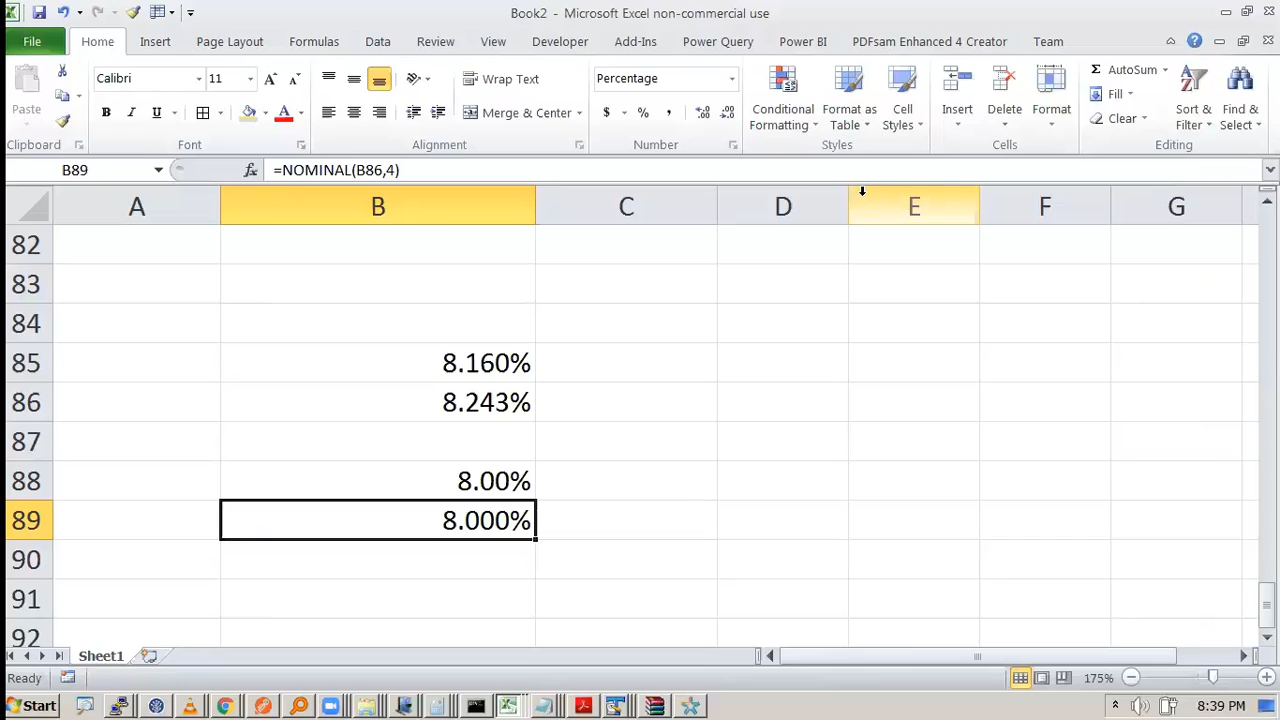 Book2 - Microsoft Excel non-commercial use
File Home Insert Page Layout Formulas Data Review View Developer Add-Ins Power Query Power BI PDFsam Enhanced 4 Creator Team
Paste
Calibri 11
B I U A
Wrap Text
Merge & Center
Percentage
$ % ,
Conditional Formatting
Format as Table
Cell Styles
Insert Delete Format
Σ AutoSum
Fill
Clear
Sort & Filter
Find & Select
Clipboard Font Alignment Number Styles Cells Editing
B89 fx =NOMINAL(B86,4)
A B C D E F G
82
83
84
85 8.160%
86 8.243%
87
88 8.00%
89 8.000%
90
91
92
Sheet1
Ready 175%
Start 8:39 PM